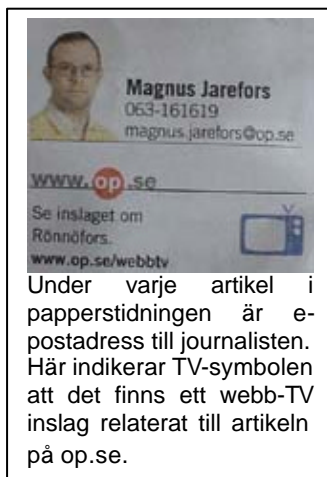 Magnus Jarefors
063-161619
magnus.jarefors@op.se
www.op.se
Se inslaget om
Rönnöfors.
www.op.se/webbtv
Under varje artikel i
papperstidningen är e-
postadress till journalisten.
Här indikerar TV-symbolen
att det finns ett webb-TV
inslag relaterat till artikeln
på op.se.